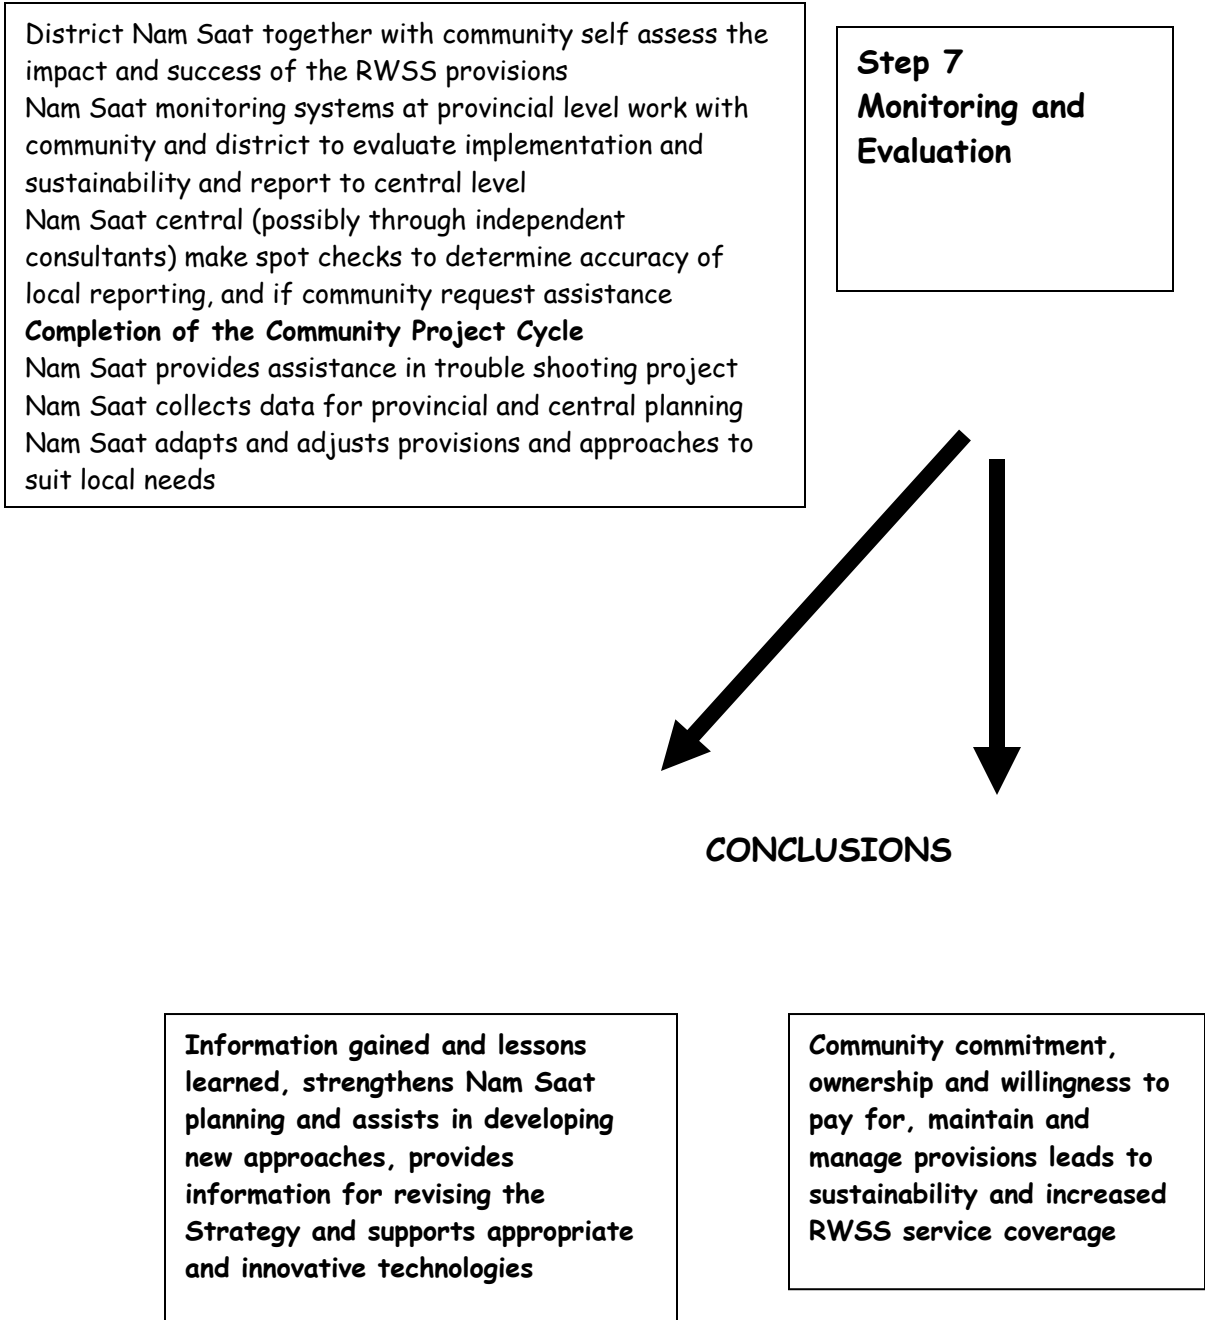 District Nam Saat together with community self assess the
impact and success of the RWSS provisions
Nam Saat monitoring systems at provincial level work with
community and district to evaluate implementation and
sustainability and report to central level
Nam Saat central (possibly through independent
consultants) make spot checks to determine accuracy of
local reporting, and if community request assistance
Completion of the Community Project Cycle
Nam Saat provides assistance in trouble shooting project
Nam Saat collects data for provincial and central planning
Nam Saat adapts and adjusts provisions and approaches to
suit local needs
Step 7
Monitoring and
Evaluation
CONCLUSIONS
Information gained and lessons
learned, strengthens Nam Saat
planning and assists in developing
new approaches, provides
information for revising the
Strategy and supports appropriate
and innovative technologies
Community commitment,
ownership and willingness to
pay for, maintain and
manage provisions leads to
sustainability and increased
RWSS service coverage